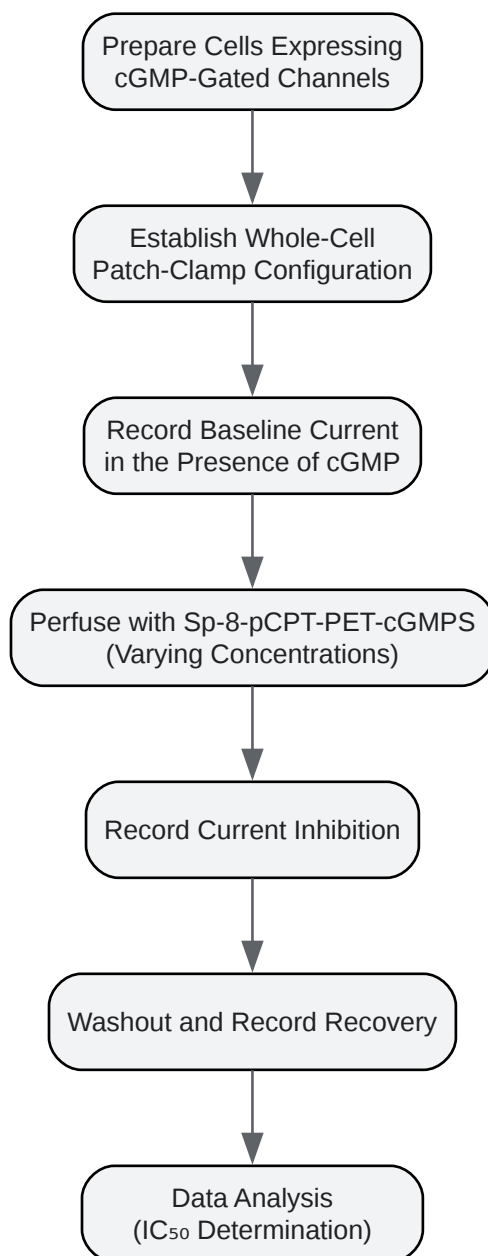 Prepare Cells Expressing
cGMP-Gated Channels
Establish Whole-Cell
Patch-Clamp Configuration
Record Baseline Current
in the Presence of cGMP
Perfuse with Sp-8-pCPT-PET-cGMPS
(Varying Concentrations)
Record Current Inhibition
Washout and Record Recovery
Data Analysis
(IC₅₀ Determination)